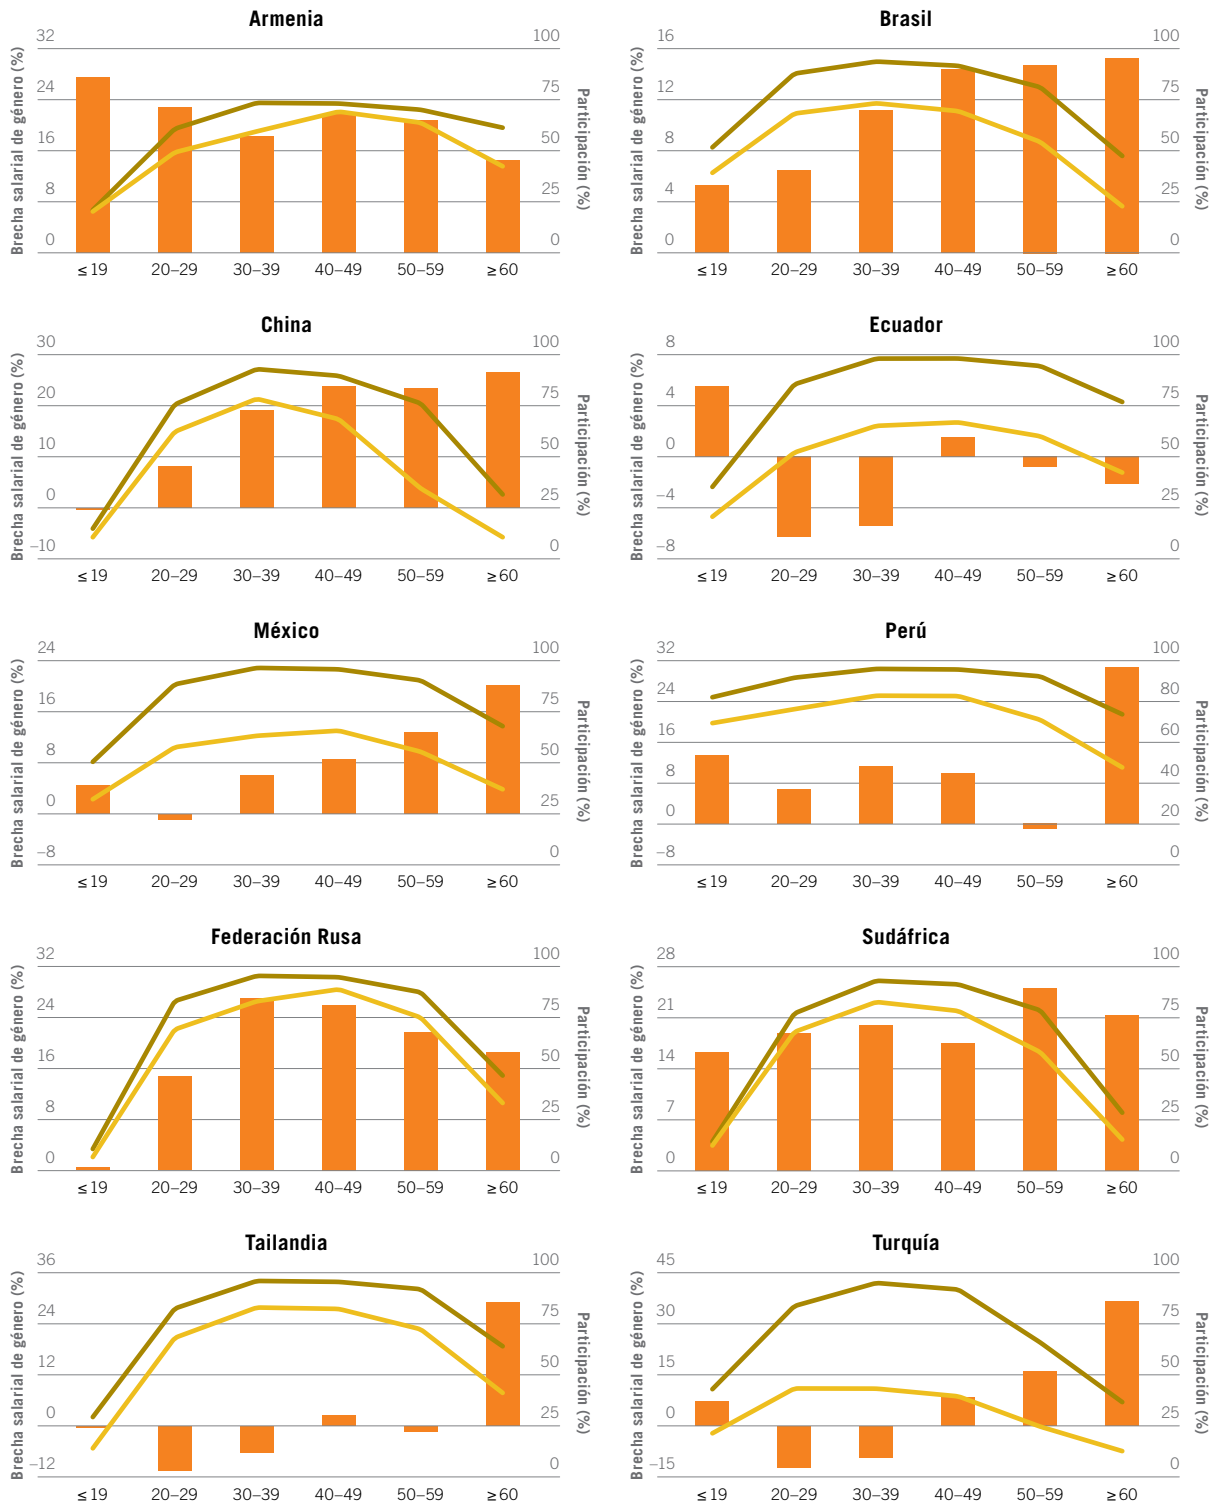 Armenia
Brecha salarial de género (%)
32
24
16
8
0
100
75
50
25
0
Participación (%)
≤ 19 20–29 30–39 40–49 50–59 ≥ 60
Brasil
Brecha salarial de género (%)
16
12
8
4
0
100
75
50
25
0
Participación (%)
≤ 19 20–29 30–39 40–49 50–59 ≥ 60
China
Brecha salarial de género (%)
30
20
10
0
–10
100
75
50
25
0
Participación (%)
≤ 19 20–29 30–39 40–49 50–59 ≥ 60
Ecuador
Brecha salarial de género (%)
8
4
0
–4
–8
100
75
50
25
0
Participación (%)
≤ 19 20–29 30–39 40–49 50–59 ≥ 60
México
Brecha salarial de género (%)
24
16
8
0
–8
100
75
50
25
0
Participación (%)
≤ 19 20–29 30–39 40–49 50–59 ≥ 60
Perú
Brecha salarial de género (%)
32
24
16
8
0
–8
100
80
60
40
20
0
Participación (%)
≤ 19 20–29 30–39 40–49 50–59 ≥ 60
Federación Rusa
Brecha salarial de género (%)
32
24
16
8
0
100
75
50
25
0
Participación (%)
≤ 19 20–29 30–39 40–49 50–59 ≥ 60
Sudáfrica
Brecha salarial de género (%)
28
21
14
7
0
100
75
50
25
0
Participación (%)
≤ 19 20–29 30–39 40–49 50–59 ≥ 60
Tailandia
Brecha salarial de género (%)
36
24
12
0
–12
100
75
50
25
0
Participación (%)
≤ 19 20–29 30–39 40–49 50–59 ≥ 60
Turquía
Brecha salarial de género (%)
45
30
15
0
–15
100
75
50
25
0
Participación (%)
≤ 19 20–29 30–39 40–49 50–59 ≥ 60